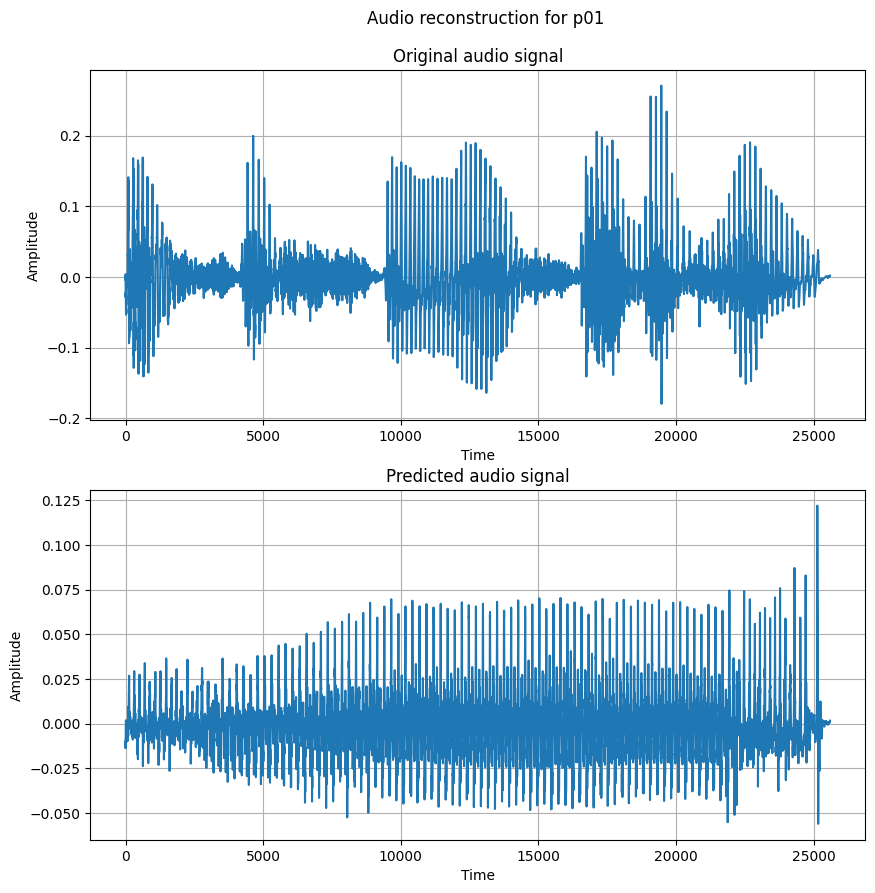 Audio reconstruction for p01
Original audio signal
0.2
0.1
0.0
−0.1
−0.2
Amplitude
0 5000 10000 15000 20000 25000
Time
Predicted audio signal
0.125
0.100
0.075
0.050
0.025
0.000
−0.025
−0.050
Amplitude
0 5000 10000 15000 20000 25000
Time